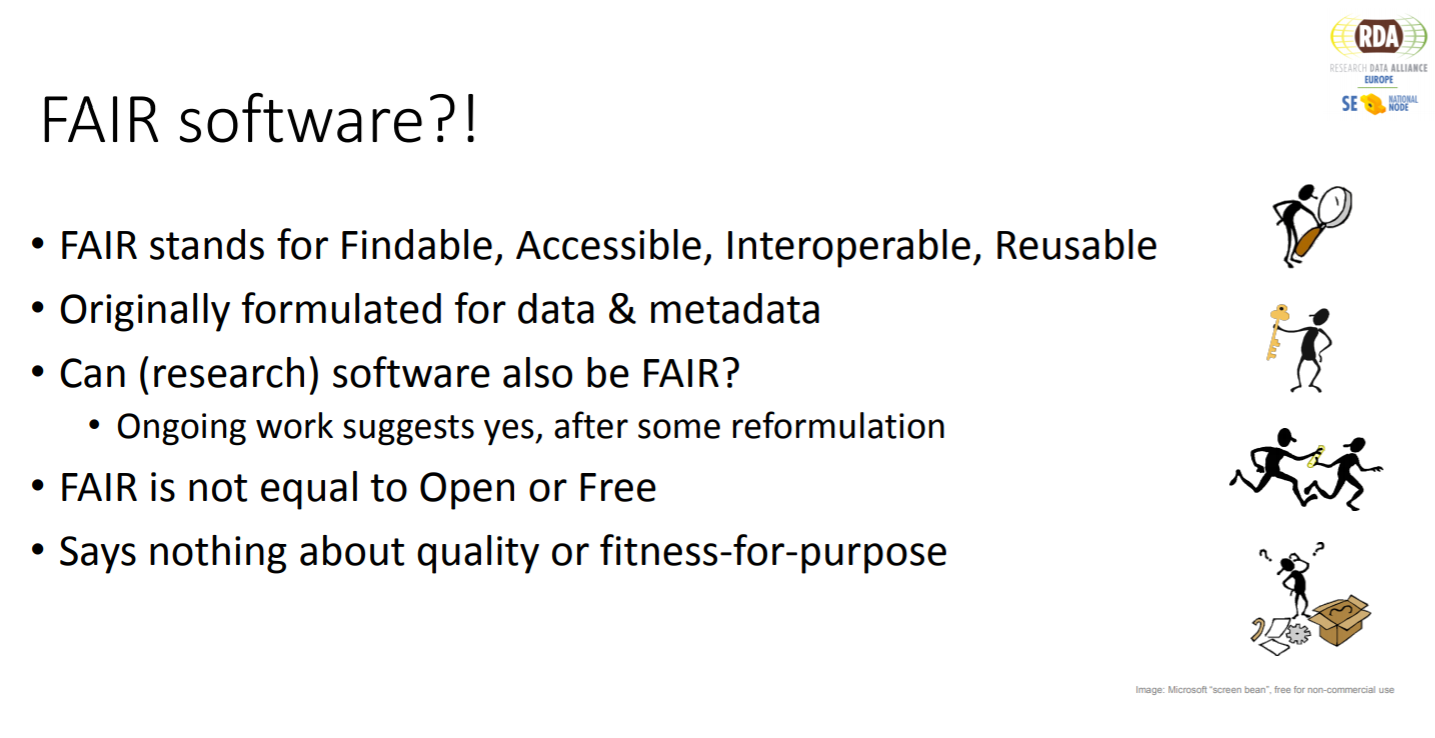 RDA
RESEARCH DATA ALLIANCE
EUROPE
SE NATIONAL NODE
FAIR software?!
• FAIR stands for Findable, Accessible, Interoperable, Reusable
• Originally formulated for data & metadata
• Can (research) software also be FAIR?
• Ongoing work suggests yes, after some reformulation
• FAIR is not equal to Open or Free
• Says nothing about quality or fitness-for-purpose
? ?
Image: Microsoft "screen bean", free for non-commercial use